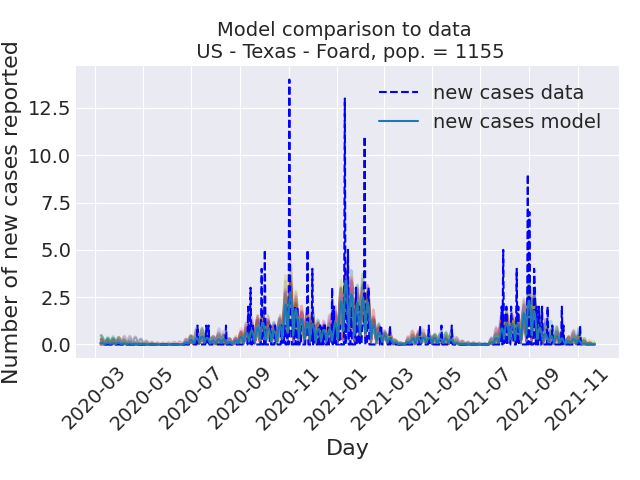 Model comparison to data
US - Texas - Foard, pop. = 1155
Number of new cases reported
12.5
10.0
7.5
5.0
2.5
0.0
new cases data
new cases model
2020-03
2020-05
2020-07
2020-09
2020-11
2021-01
2021-03
2021-05
2021-07
2021-09
2021-11
Day